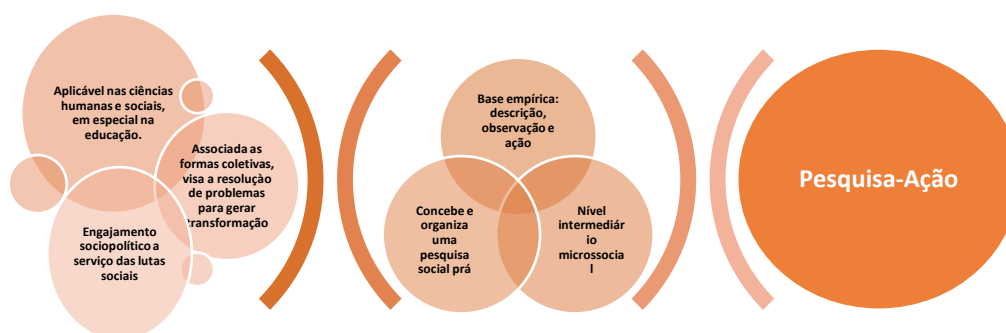 Aplicável nas ciências
humanas e sociais,
em especial na
educação.
Associada as
formas coletivas,
visa a resoluçào
de problemas
para gerar
transformação
Engajamento
sociopolítico a
serviço das lutas
sociais
Base empírica:
descrição,
observação e
ação
Concebe e
organiza
uma
pesquisa
social prá
Nível
intermediár
io
microssocia
l
Pesquisa-Ação